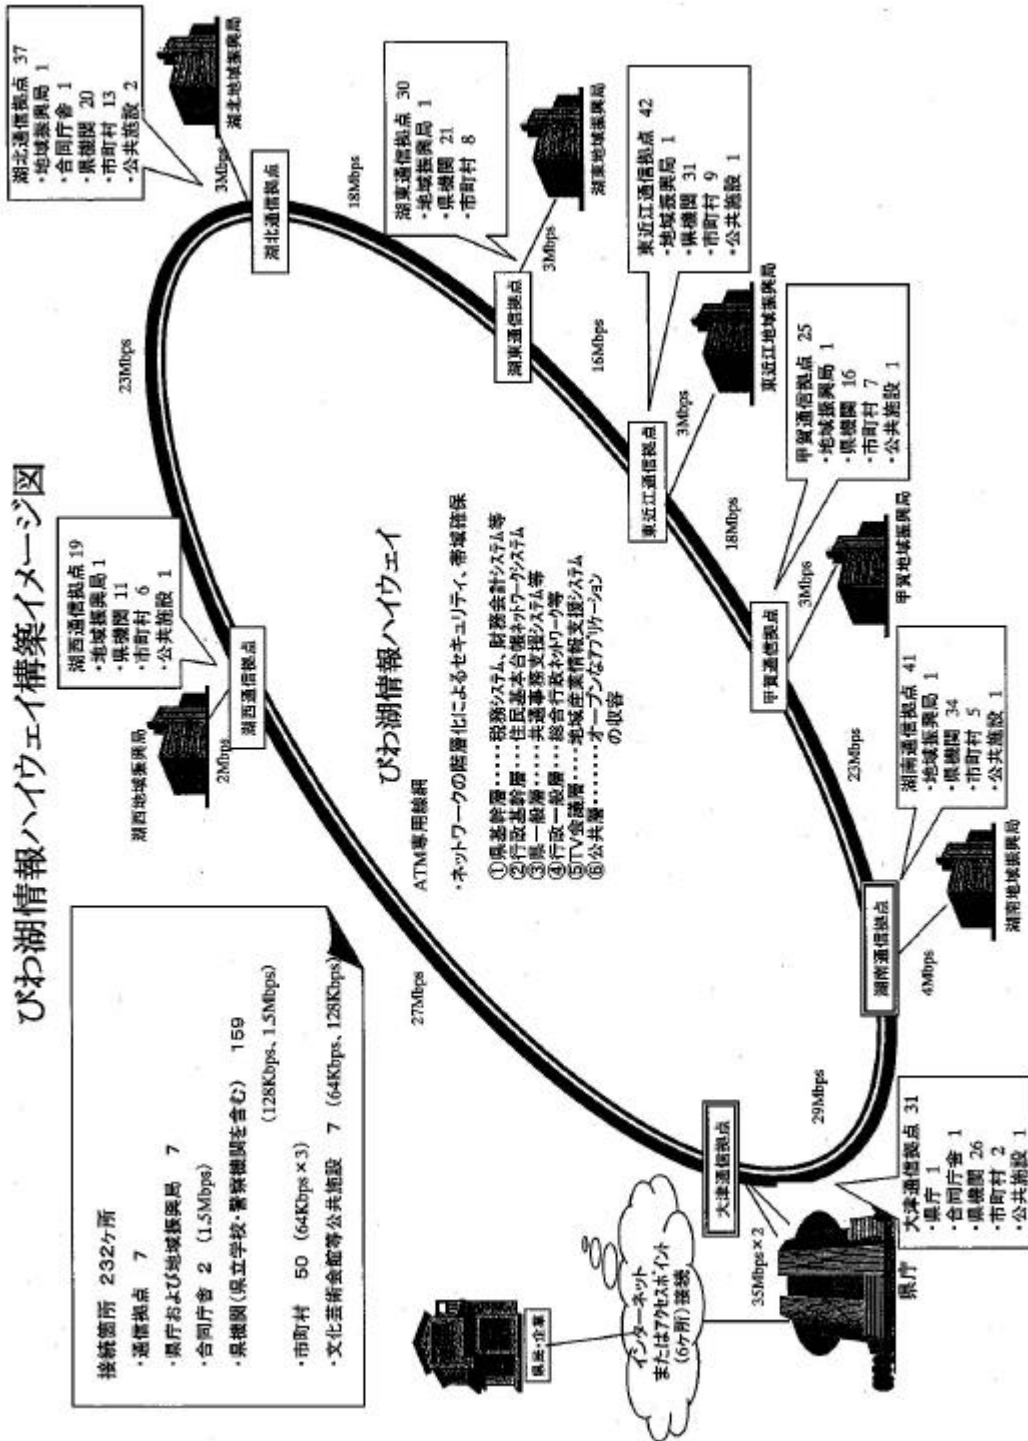 びわ湖情報ハイウェイ構築イメージ図
接続箇所 232ヶ所
・通信拠点 7
・県庁および地域振興局 7
・合同庁舎 2 (1.5Mbps)
・県機関(県立学校・警察機関を含む) 159
(128Kbps、1.5Mbps)
・市町村 50 (64Kbps×3)
・文化芸術会館等公共施設 7 (64Kbps、128Kbps)
湖西地域振興局
2Mbps
湖西通信拠点 19
・地域振興局 1
・県機関 11
・市町村 6
・公共施設 1
湖西通信拠点
23Mbps
湖北通信拠点 37
・地域振興局 1
・合同庁舎 1
・県機関 20
・市町村 13
・公共施設 2
3Mbps
湖北地域振興局
湖北通信拠点
18Mbps
湖東通信拠点 30
・地域振興局 1
・県機関 21
・市町村 8
湖東通信拠点
3Mbps
湖東地域振興局
16Mbps
東近江通信拠点 42
・地域振興局 1
・県機関 31
・市町村 9
・公共施設 1
東近江通信拠点
3Mbps
東近江地域振興局
18Mbps
甲賀通信拠点 25
・地域振興局 1
・県機関 16
・市町村 7
・公共施設 1
甲賀通信拠点
3Mbps
甲賀地域振興局
23Mbps
湖南通信拠点 41
・地域振興局 1
・県機関 34
・市町村 5
・公共施設 1
湖南通信拠点
4Mbps
湖南地域振興局
29Mbps
27Mbps
びわ湖情報ハイウェイ
ATM専用線網
・ネットワークの階層化によるセキュリティ、帯域確保
①県基幹層・・・・・税務システム、財務会計システム等
②行政基幹層・・・・住民基本台帳ネットワークシステム
③県一般層・・・・・共通事務支援システム等
④行政一般層・・・総合行政ネットワーク等
⑤TV会議層・・・・地域産業情報支援システム
⑥公共層・・・・・・・オープンなアプリケーション
の収容
大津通信拠点
35Mbps×2
県庁
大津通信拠点 31
・県庁 1
・合同庁舎 1
・県機関 26
・市町村 2
・公共施設 1
県民・企業
インターネット
またはアクセスポイント
(6ヶ所)接続